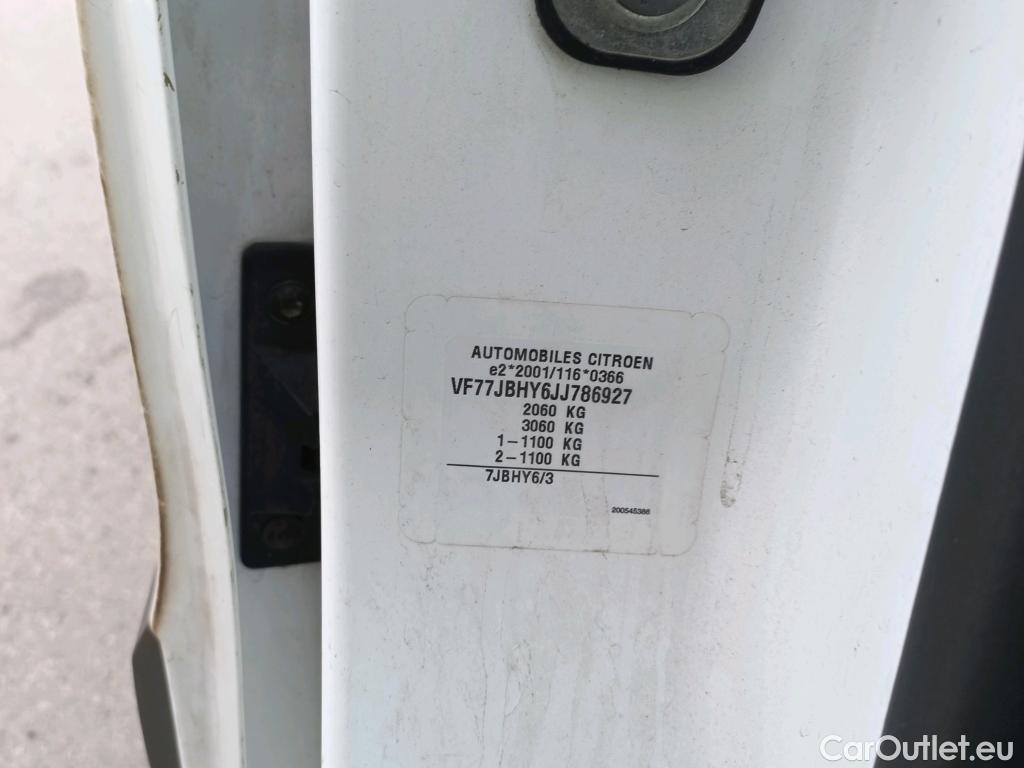 AUTOMOBILES CITROEN
e2*2001/116*0366
VF77JBHY6JJ786927
2060 KG
3060 KG
1-1100 KG
2-1100 KG
7JBHY6/3
200545386
CarOutlet.eu